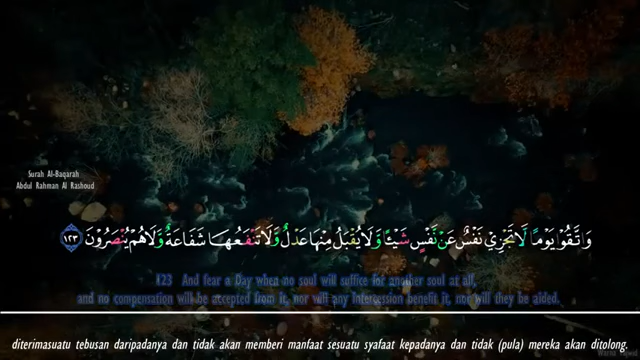 Surah Al-Baqarah
Abdul Rahman Al Rashoud
وَاتَّقُوا يَوْمًا لَّا تَجْزِي نَفْسٌ عَن نَّفْسٍ شَيْئًا وَلَا يُقْبَلُ مِنْهَا عَدْلٌ وَلَا تَنفَعُهَا شَفَاعَةٌ وَلَا هُمْ يُنصَرُونَ ١٢٣
123 And fear a Day when no soul will suffice for another soul at all,
and no compensation will be accepted from it, nor will any intercession benefit it, nor will they be aided.
diterimasuatu tebusan daripadanya dan tidak akan memberi manfaat sesuatu syafaat kepadanya dan tidak (pula) mereka akan ditolong.